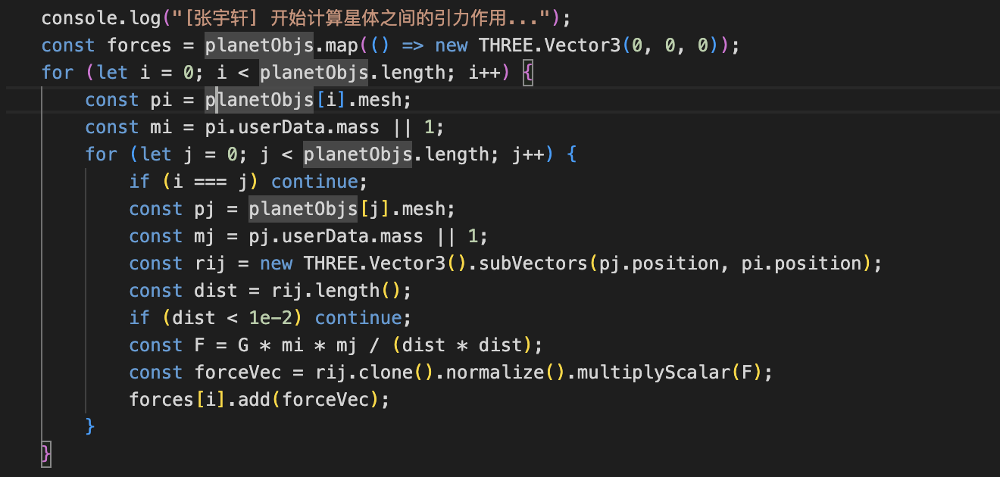 console.log("[张宇轩] 开始计算星体之间的引力作用...");
const forces = planetObjs.map(() => new THREE.Vector3(0, 0, 0));
for (let i = 0; i < planetObjs.length; i++) {
const pi = planetObjs[i].mesh;
const mi = pi.userData.mass || 1;
for (let j = 0; j < planetObjs.length; j++) {
if (i === j) continue;
const pj = planetObjs[j].mesh;
const mj = pj.userData.mass || 1;
const rij = new THREE.Vector3().subVectors(pj.position, pi.position);
const dist = rij.length();
if (dist < 1e-2) continue;
const F = G * mi * mj / (dist * dist);
const forceVec = rij.clone().normalize().multiplyScalar(F);
forces[i].add(forceVec);
}
}